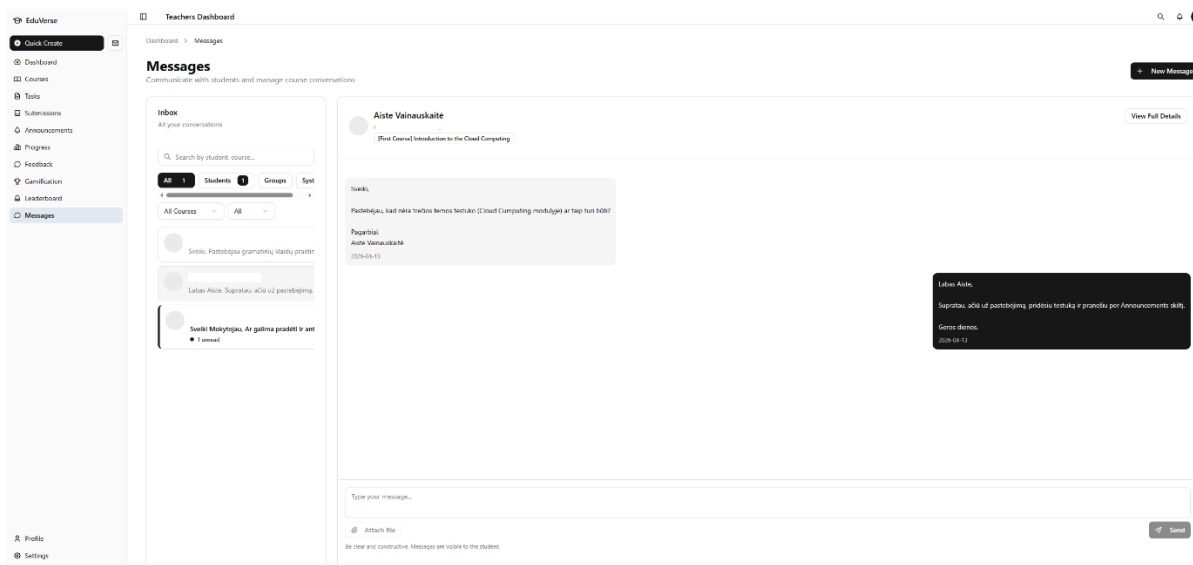 EduVerse
Teachers Dashboard
Quick Create
Dashboard
Courses
Tasks
Submissions
Announcements
Progress
Feedback
Gamification
Leaderboard
Messages
Profile
Settings
Dashboard > Messages
Messages
Communicate with students and manage course conversations
+ New Message
Inbox
All your conversations
Search by student, course...
All 1 Students 1 Groups Syst
All Courses All
Sveiki, Pastebėjau gramatinių klaidų praktin
Labas Aiste, Supratau, ačiū už pastebėjimą,
Sveiki Mokytojau, Ar galima pradėti ir ant
1 unread
Aiste Vainauskaitė
[First Course] Introduction to the Cloud Computing
View Full Details
Sveiki,
Pastebėjau, kad nėra trečios temos testuko (Cloud Computing modulyje) ar taip turi būti?
Pagarbiai,
Aiste Vainauskaitė
2026-04-13
Labas Aiste,
Supratau, ačiū už pastebėjimą, pridėsiu testuką ir pranešiu per Announcements skiltį.
Geros dienos.
2026-04-13
Type your message...
Attach file
Send
Be clear and constructive. Messages are visible to the student.